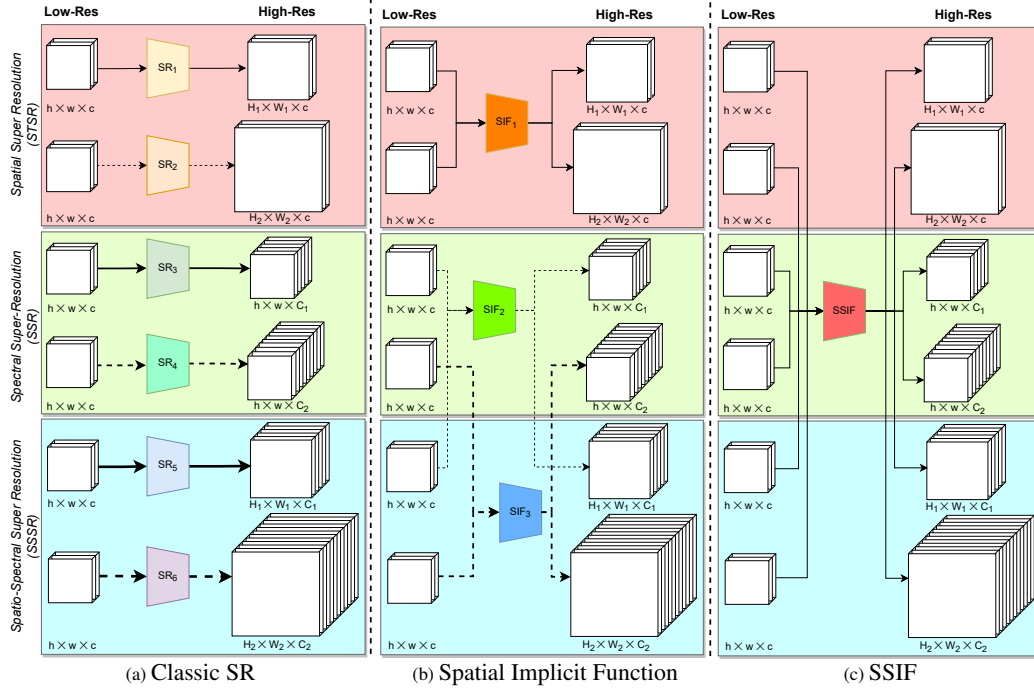 Low-Res
High-Res
Low-Res
High-Res
Low-Res
High-Res
Spatial Super Resolution
(STSR)
Spectral Super-Resolution
(SSR)
Spatio-Spectral Super Resolution
(SSSR)
h × w × c
SR1
H1 × W1 × c
h × w × c
SR2
H2 × W2 × c
h × w × c
SR3
h × w × C1
h × w × c
SR4
h × w × C2
h × w × c
SR5
H1 × W1 × C1
h × w × c
SR6
H2 × W2 × C2
(a) Classic SR
h × w × c
SIF1
H1 × W1 × c
h × w × c
H2 × W2 × c
h × w × c
SIF2
h × w × C1
h × w × c
h × w × C2
h × w × c
SIF3
H1 × W1 × C1
h × w × c
H2 × W2 × C2
(b) Spatial Implicit Function
h × w × c
H1 × W1 × c
h × w × c
H2 × W2 × c
h × w × c
SSIF
h × w × C1
h × w × c
h × w × C2
h × w × c
H1 × W1 × C1
h × w × c
H2 × W2 × C2
(c) SSIF